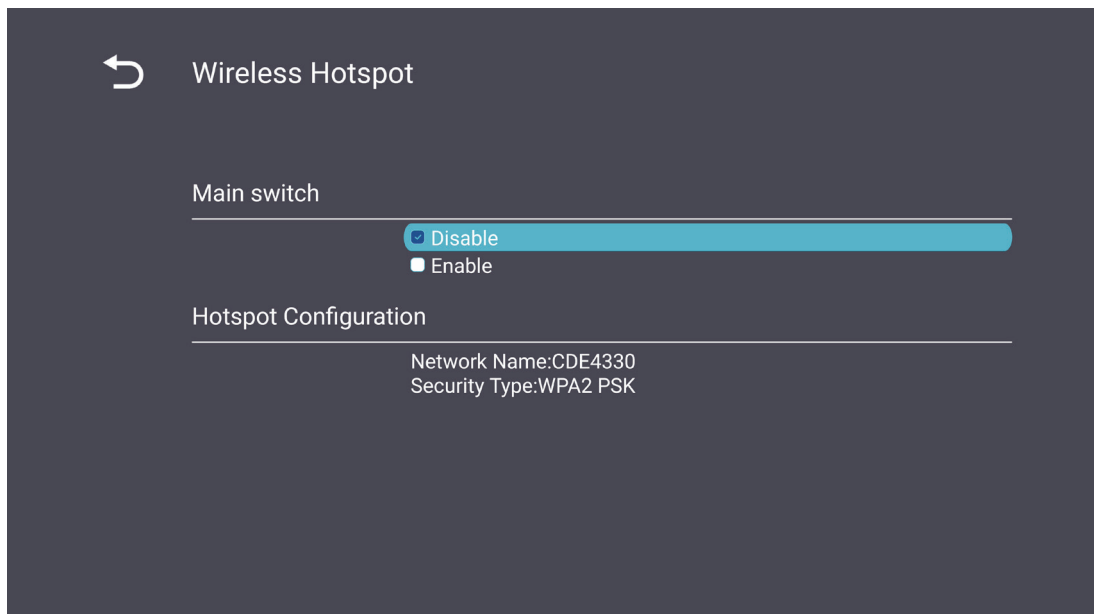 Wireless Hotspot
Main switch
Disable
Enable
Hotspot Configuration
Network Name:CDE4330
Security Type:WPA2 PSK